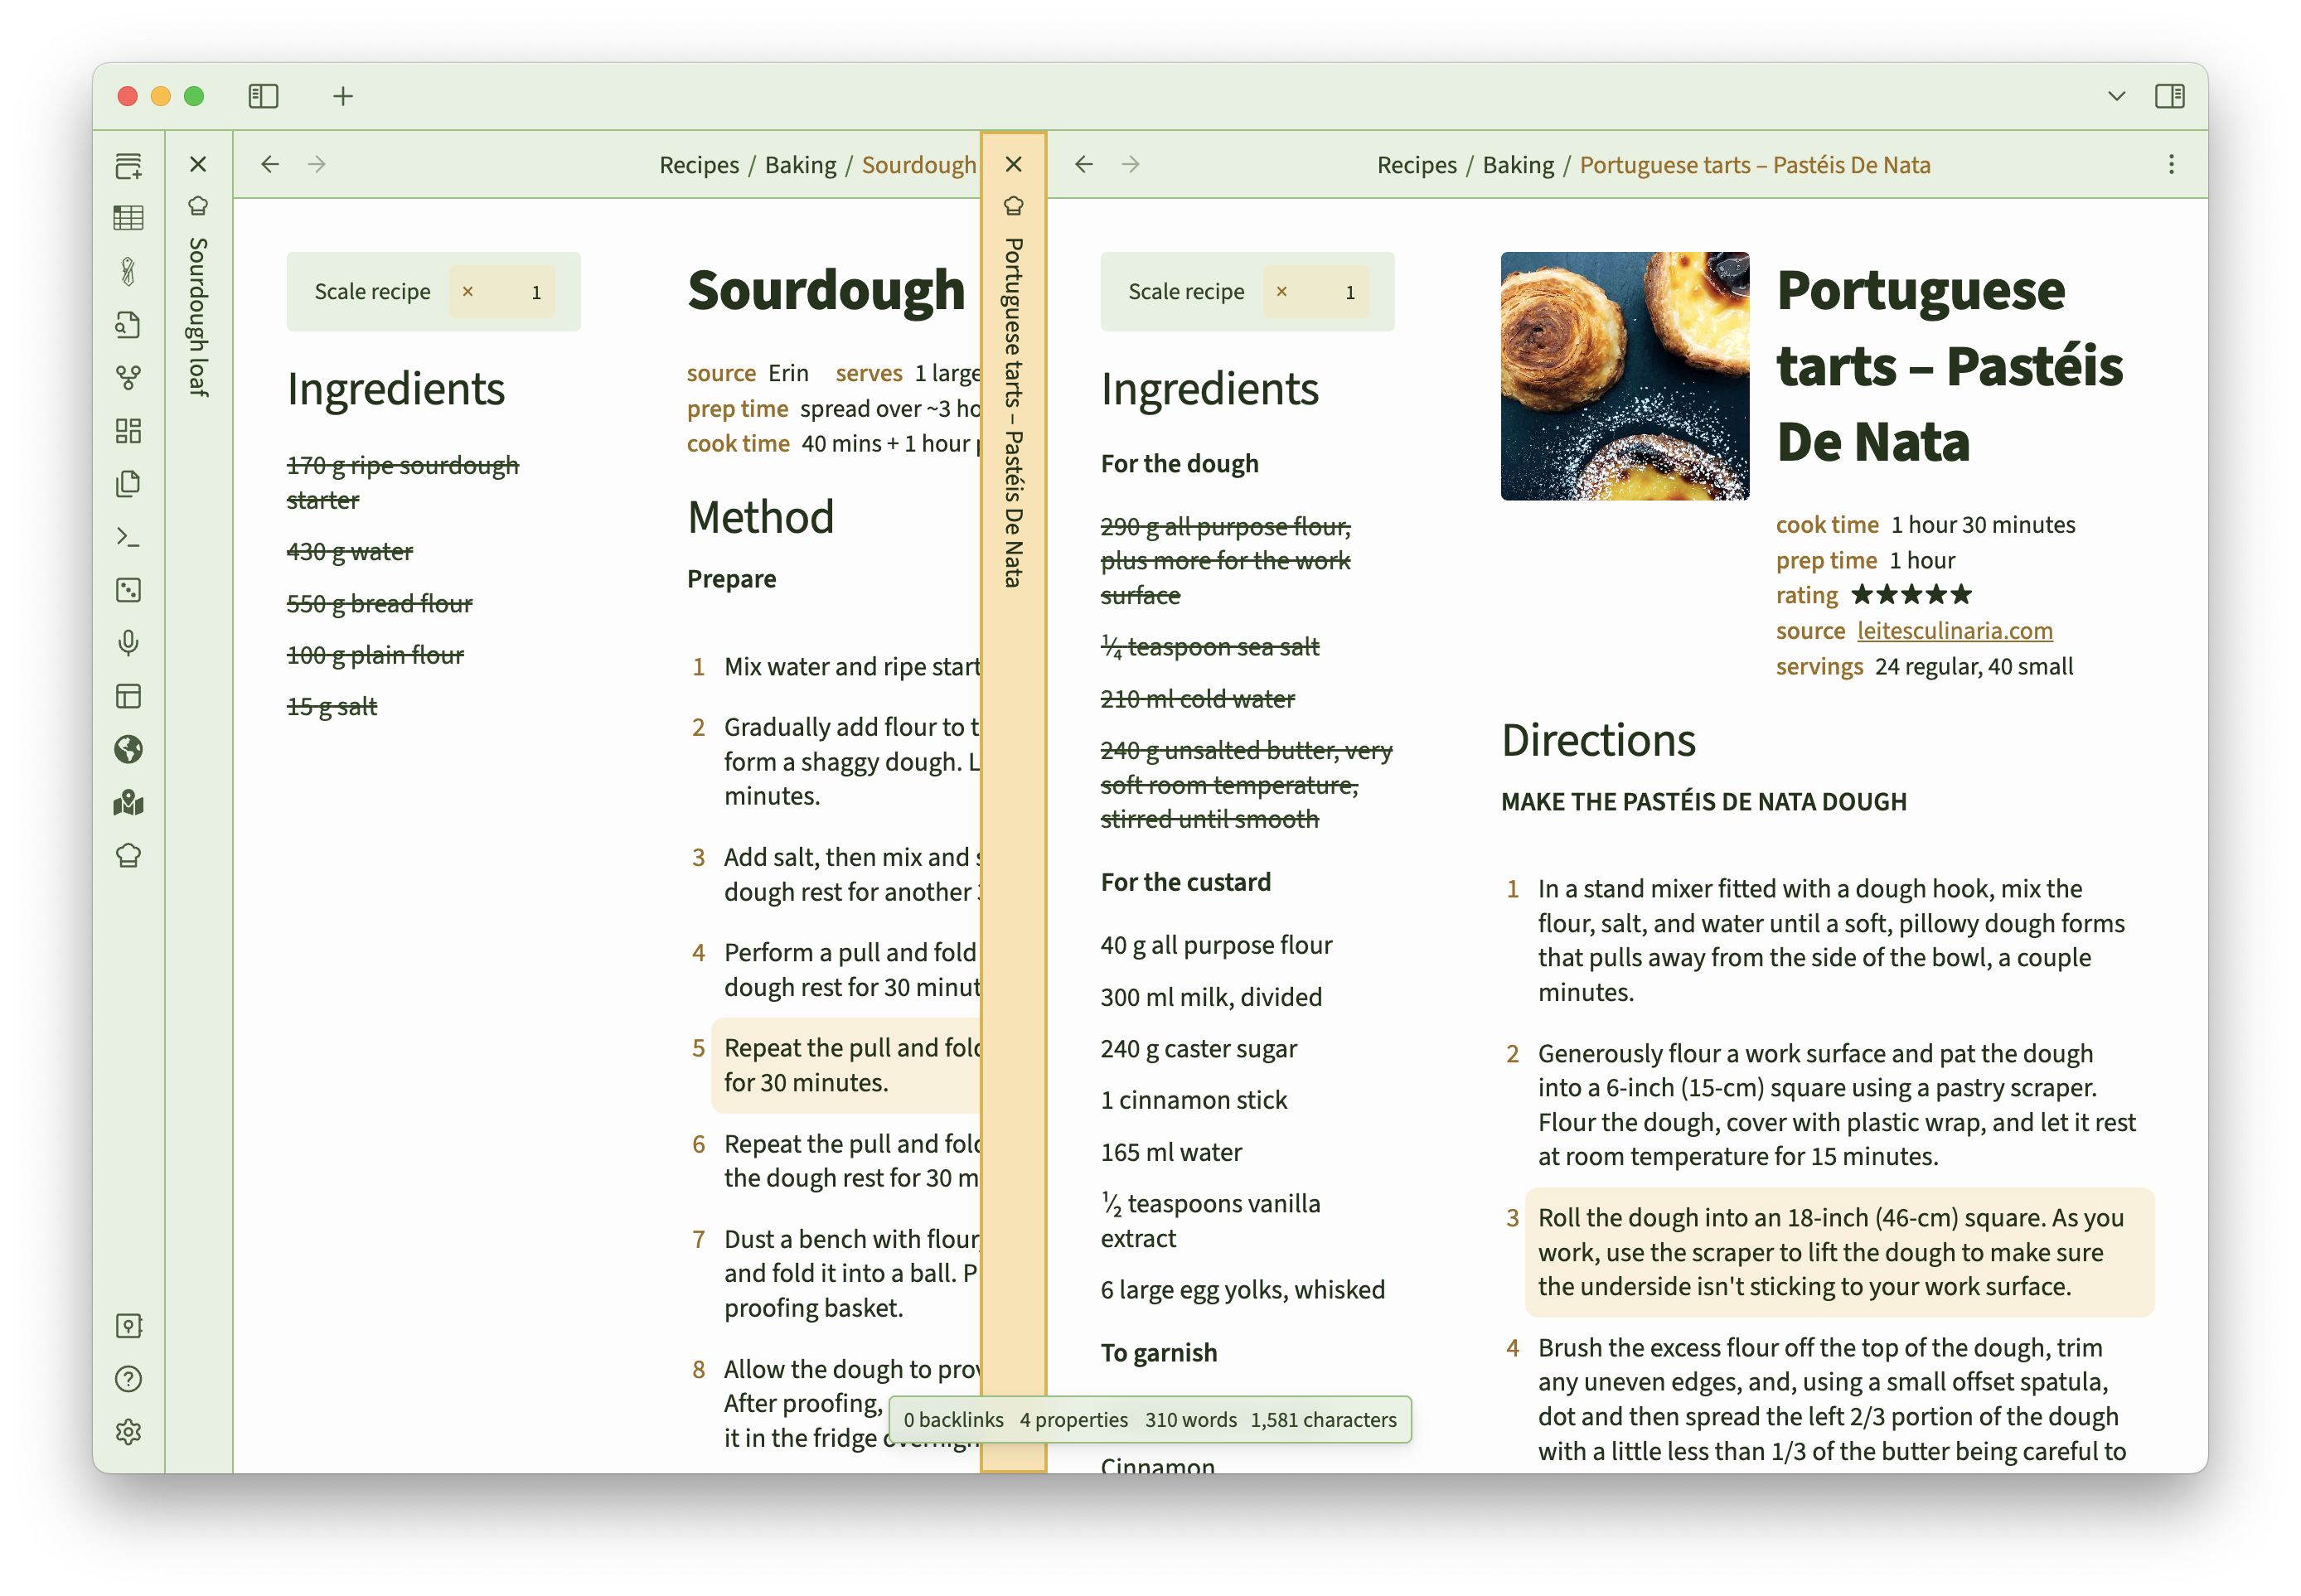 Sourdough loaf
Recipes / Baking / Sourdough
Scale recipe × 1
Ingredients
170 g ripe sourdough
starter
430 g water
550 g bread flour
100 g plain flour
15 g salt
Sourdough
source Erin serves 1 large
prep time spread over ~3
cook time 40 mins + 1 hour
Method
Prepare
1 Mix water and ripe
2 Gradually add flour to
form a shaggy dough.
minutes.
3 Add salt, then mix and
dough rest for another
4 Perform a pull and fold
dough rest for 30
5 Repeat the pull and
for 30 minutes.
6 Repeat the pull and
the dough rest for 30
7 Dust a bench with flour
and fold it into a ball.
proofing basket.
8 Allow the dough to
After proofing,
it in the fridge
Portuguese tarts – Pastéis De Nata
Recipes / Baking / Portuguese tarts – Pastéis De Nata
Scale recipe × 1
Ingredients
For the dough
290 g all purpose flour,
plus more for the work
surface
¼ teaspoon sea salt
210 ml cold water
240 g unsalted butter, very
soft room temperature,
stirred until smooth
For the custard
40 g all purpose flour
300 ml milk, divided
240 g caster sugar
1 cinnamon stick
165 ml water
½ teaspoons vanilla
extract
6 large egg yolks, whisked
To garnish
Cinnamon
Portuguese
tarts – Pastéis
De Nata
cook time 1 hour 30 minutes
prep time 1 hour
rating ★★★★★
source leitesculinaria.com
servings 24 regular, 40 small
Directions
MAKE THE PASTÉIS DE NATA DOUGH
1 In a stand mixer fitted with a dough hook, mix the
flour, salt, and water until a soft, pillowy dough forms
that pulls away from the side of the bowl, a couple
minutes.
2 Generously flour a work surface and pat the dough
into a 6-inch (15-cm) square using a pastry scraper.
Flour the dough, cover with plastic wrap, and let it rest
at room temperature for 15 minutes.
3 Roll the dough into an 18-inch (46-cm) square. As you
work, use the scraper to lift the dough to make sure
the underside isn't sticking to your work surface.
4 Brush the excess flour off the top of the dough, trim
any uneven edges, and, using a small offset spatula,
dot and then spread the left 2/3 portion of the dough
with a little less than 1/3 of the butter being careful to
0 backlinks 4 properties 310 words 1,581 characters